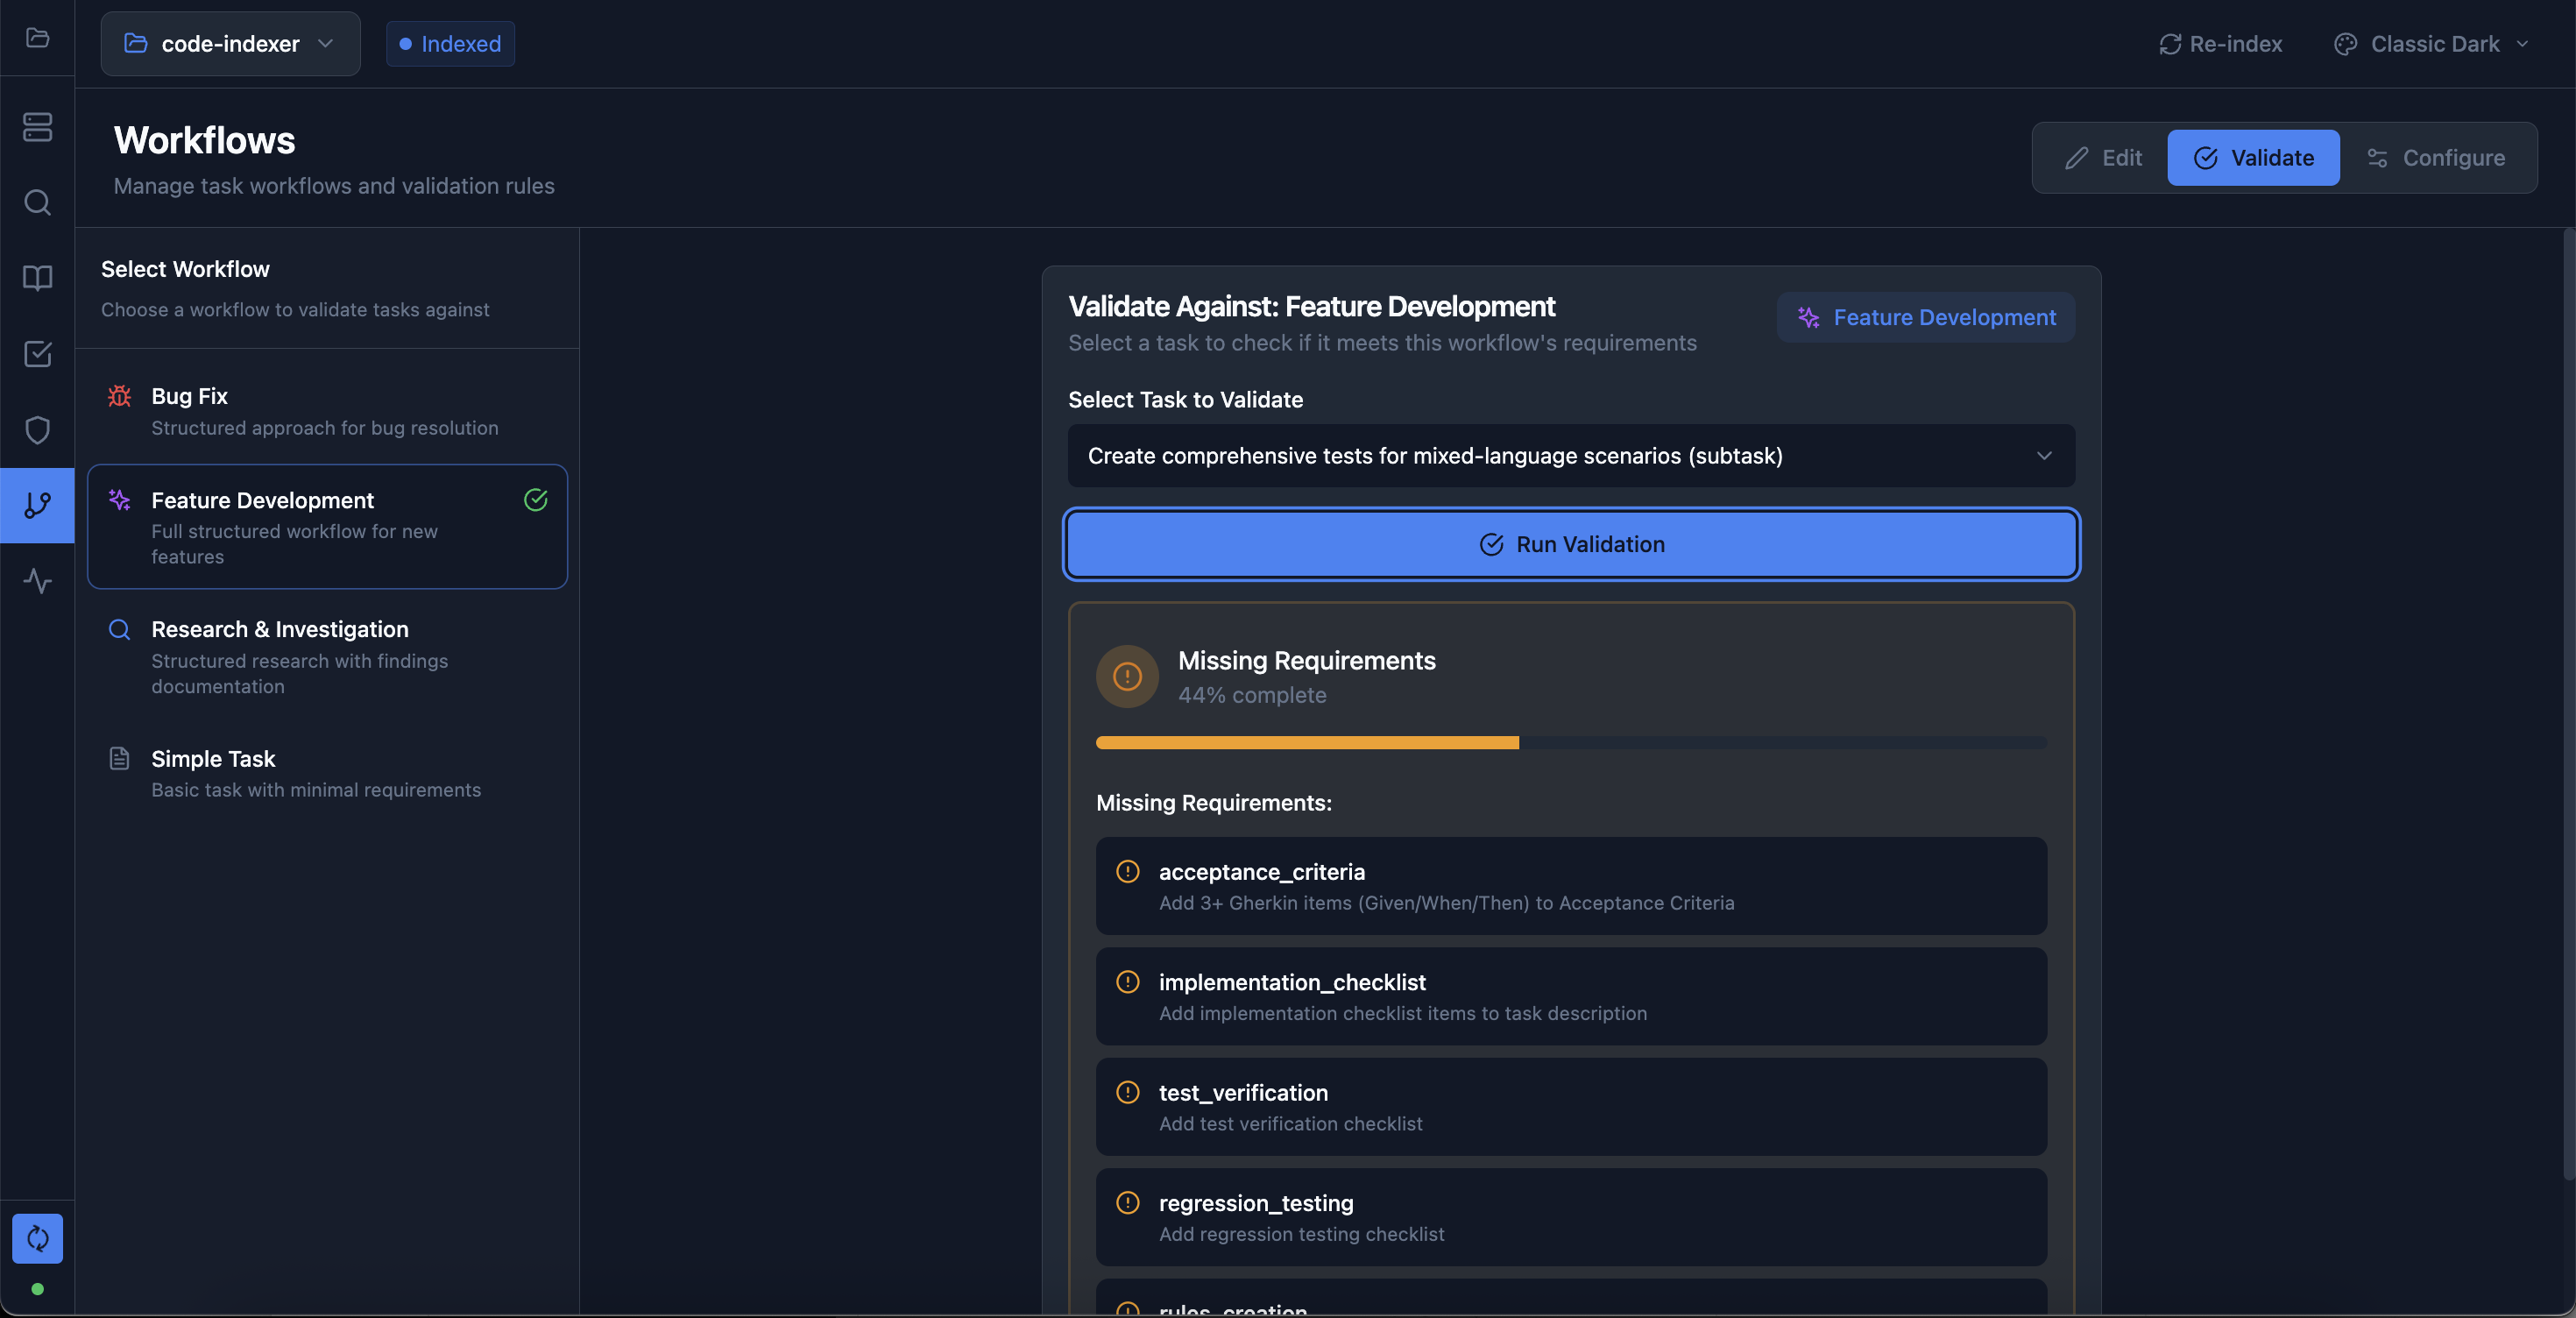 code-indexer
Indexed
Re-index
Classic Dark
Workflows
Manage task workflows and validation rules
Edit
Validate
Configure
Select Workflow
Choose a workflow to validate tasks against
Bug Fix
Structured approach for bug resolution
Feature Development
Full structured workflow for new
features
Research & Investigation
Structured research with findings
documentation
Simple Task
Basic task with minimal requirements
Validate Against: Feature Development
Select a task to check if it meets this workflow's requirements
Feature Development
Select Task to Validate
Create comprehensive tests for mixed-language scenarios (subtask)
Run Validation
Missing Requirements
44% complete
Missing Requirements:
acceptance_criteria
Add 3+ Gherkin items (Given/When/Then) to Acceptance Criteria
implementation_checklist
Add implementation checklist items to task description
test_verification
Add test verification checklist
regression_testing
Add regression testing checklist
rules_creation